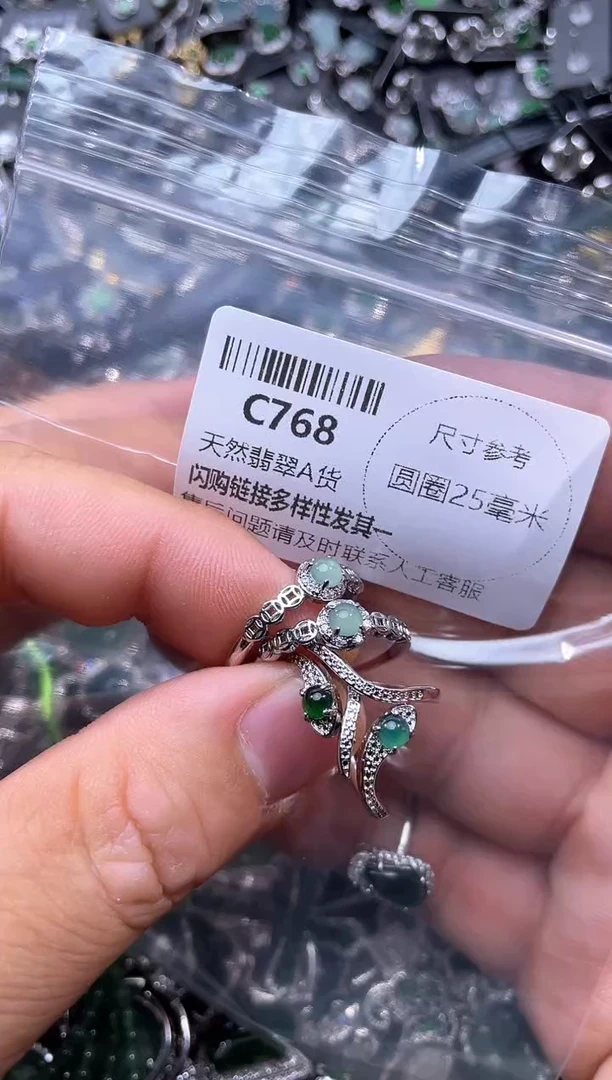 C768
天然翡翠A货
闪购链接多样性发其一
售后问题请及时联系人工客服
尺寸参考
圆圈25毫米